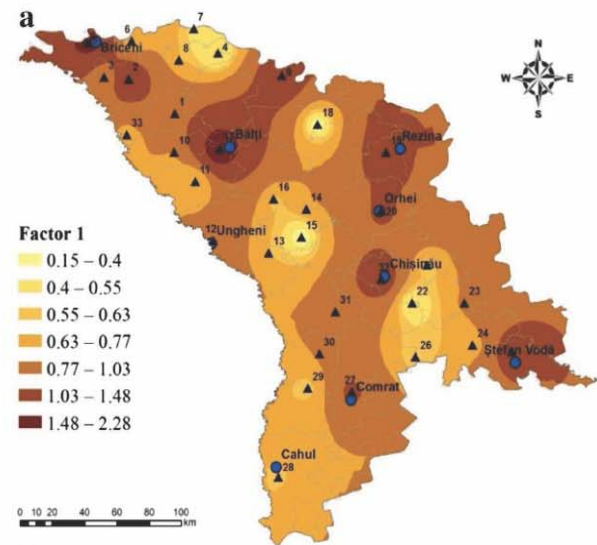 a
7
6
Briceni
8
4
N
W E
S
3
2
9
1
18
33
Bălți
Rezina
10
11
16
14
Orhei
20
12 Ungheni
15
13
Chișinău
Factor 1
0.15 – 0.4
0.4 – 0.55
0.55 – 0.63
0.63 – 0.77
0.77 – 1.03
1.03 – 1.48
1.48 – 2.28
22
23
31
24
Ștefan Vodă
30
26
29
27
Comrat
Cahul
28
0 10 20 40 60 80 100
km